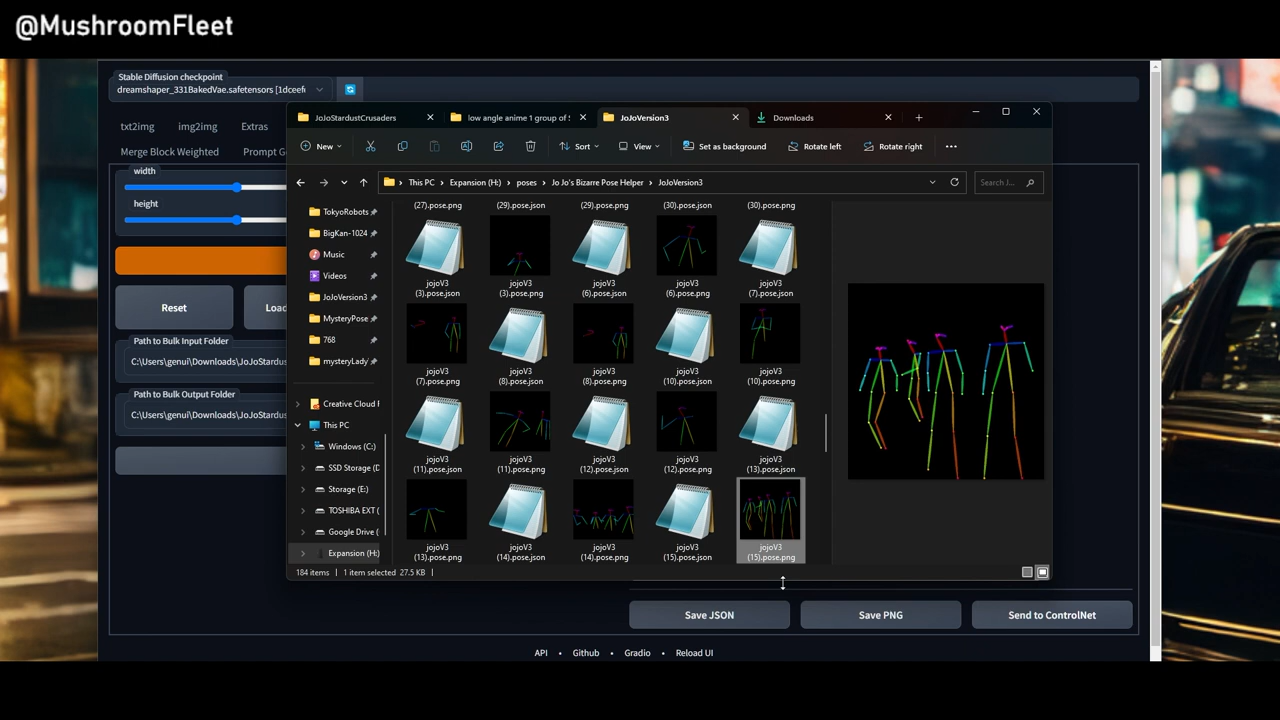 @MushroomFleet
Stable Diffusion checkpoint
dreamshaper_331BakedVae.safetensors [1dceef
txt2img img2img Extras
Merge Block Weighted Prompt Ge
width
height
Reset Load
Path to Bulk Input Folder
C:\Users\genui\Downloads\JoJoStardus
Path to Bulk Output Folder
C:\Users\genui\Downloads\JoJoStardus
JoJoStardustCrusaders low angle anime 1 group of 5 JoJoVersion3 Downloads
New Sort View Set as background Rotate left Rotate right
This PC Expansion (H:) poses Jo Jo's Bizarre Pose Helper JoJoVersion3 Search J...
TokyoRobots
BigKan-1024
Music
Videos
JoJoVersion3
MysteryPose
768
mysteryLady
Creative Cloud F
This PC
Windows (C:)
SSD Storage (D
Storage (E:)
TOSHIBA EXT (
Google Drive (
Expansion (H:)
(27).pose.png (29).pose.json (29).pose.png (30).pose.json (30).pose.png
jojoV3 jojoV3 jojoV3 jojoV3 jojoV3
(3).pose.json (3).pose.png (6).pose.json (6).pose.png (7).pose.json
jojoV3 jojoV3 jojoV3 jojoV3 jojoV3
(7).pose.png (8).pose.json (8).pose.png (10).pose.json (10).pose.png
jojoV3 jojoV3 jojoV3 jojoV3 jojoV3
(11).pose.json (11).pose.png (12).pose.json (12).pose.png (13).pose.json
jojoV3 jojoV3 jojoV3 jojoV3 jojoV3
(13).pose.png (14).pose.json (14).pose.png (15).pose.json (15).pose.png
184 items 1 item selected 27.5 KB
Save JSON Save PNG Send to ControlNet
API • Github • Gradio • Reload UI